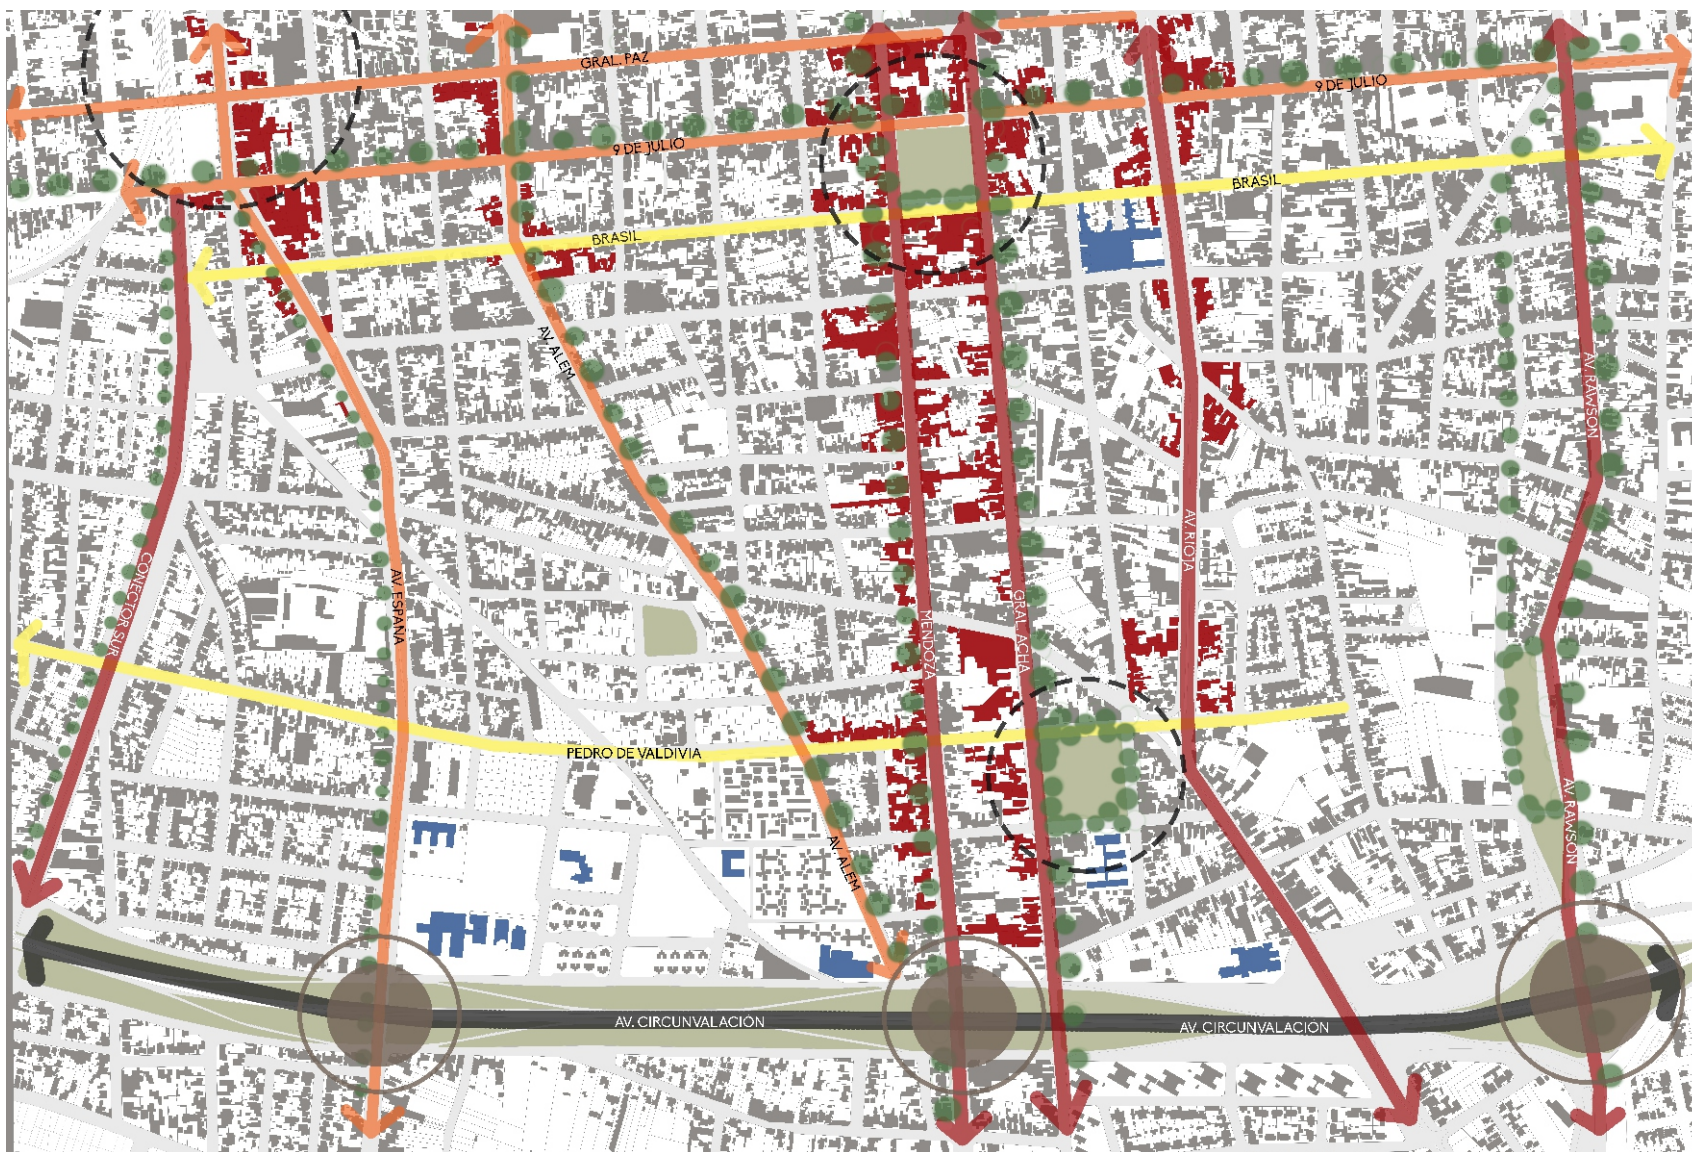 GRAL. PAZ
9 DE JULIO
9 DE JULIO
BRASIL
BRASIL
AV. ALEM
AV. RAWSON
AV. RIOJA
CONECTOR SUR
AV. ESPAÑA
MENDOZA
GRAL. ACHA
PEDRO DE VALDIVIA
AV. ALEM
AV. RAWSON
AV. CIRCUNVALACIÓN
AV. CIRCUNVALACIÓN